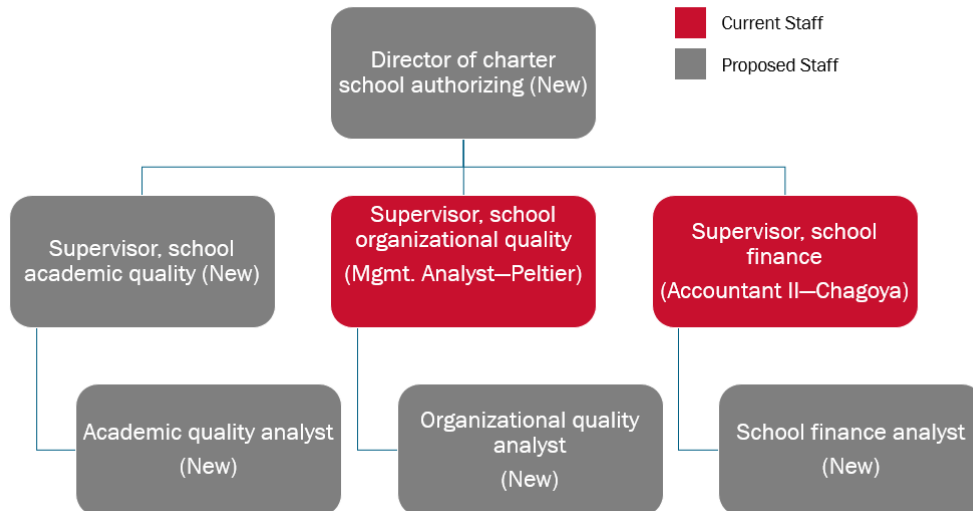 Current Staff
Proposed Staff
Director of charter
school authorizing (New)
Supervisor, school
academic quality (New)
Supervisor, school
organizational quality
(Mgmt. Analyst—Peltier)
Supervisor, school
finance
(Accountant II—Chagoya)
Academic quality analyst
(New)
Organizational quality
analyst
(New)
School finance analyst
(New)